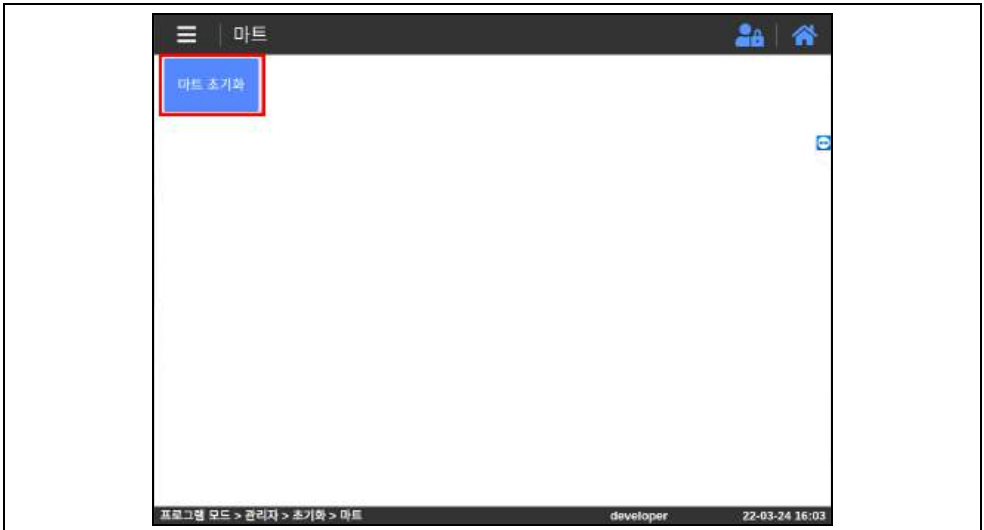 마트
마트 초기화
프로그램 모드 > 관리자 > 초기화 > 마트 developer 22-03-24 16:03